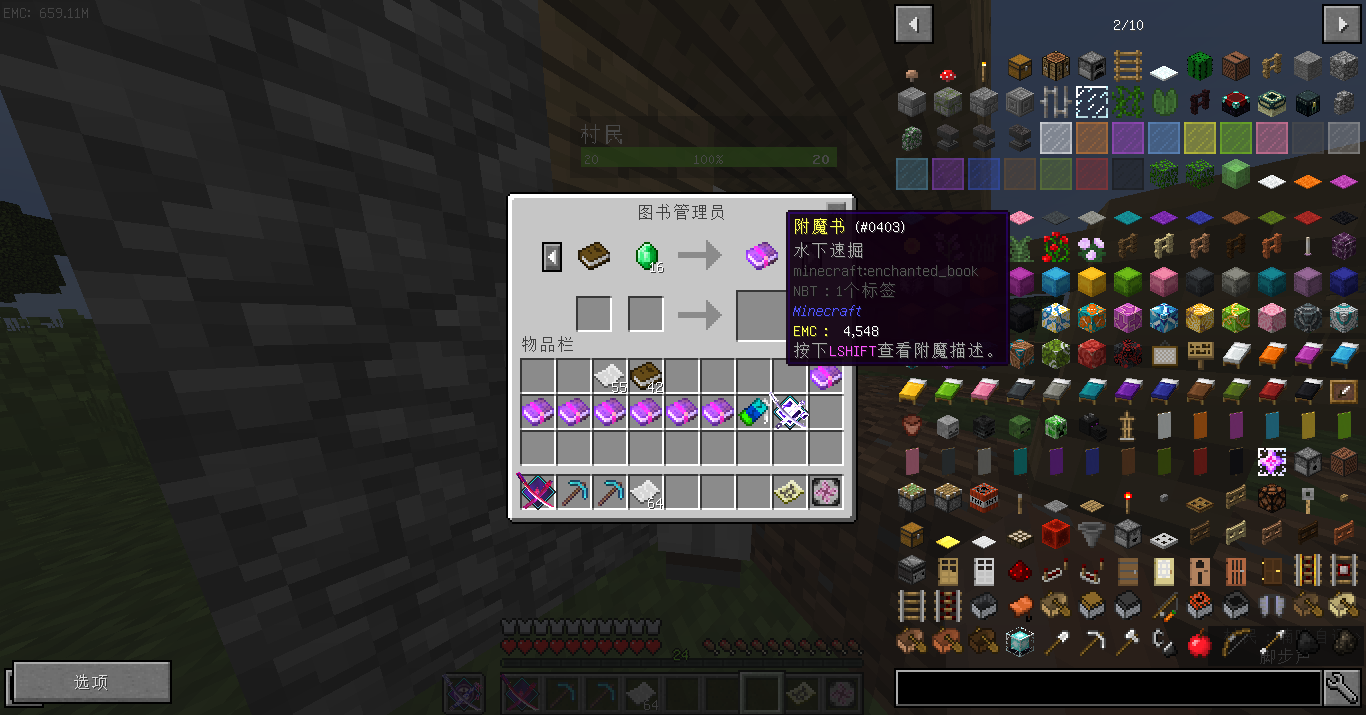 EMC: 659.11M
2/10
村民
20 100% 20
图书管理员
16
附魔书 (#0403)
水下速掘
minecraft:enchanted_book
NBT：1个标签
Minecraft
EMC： 4,548
按下LSHIFT查看附魔描述。
物品栏
55 42
64
24
64
选项
脚步声